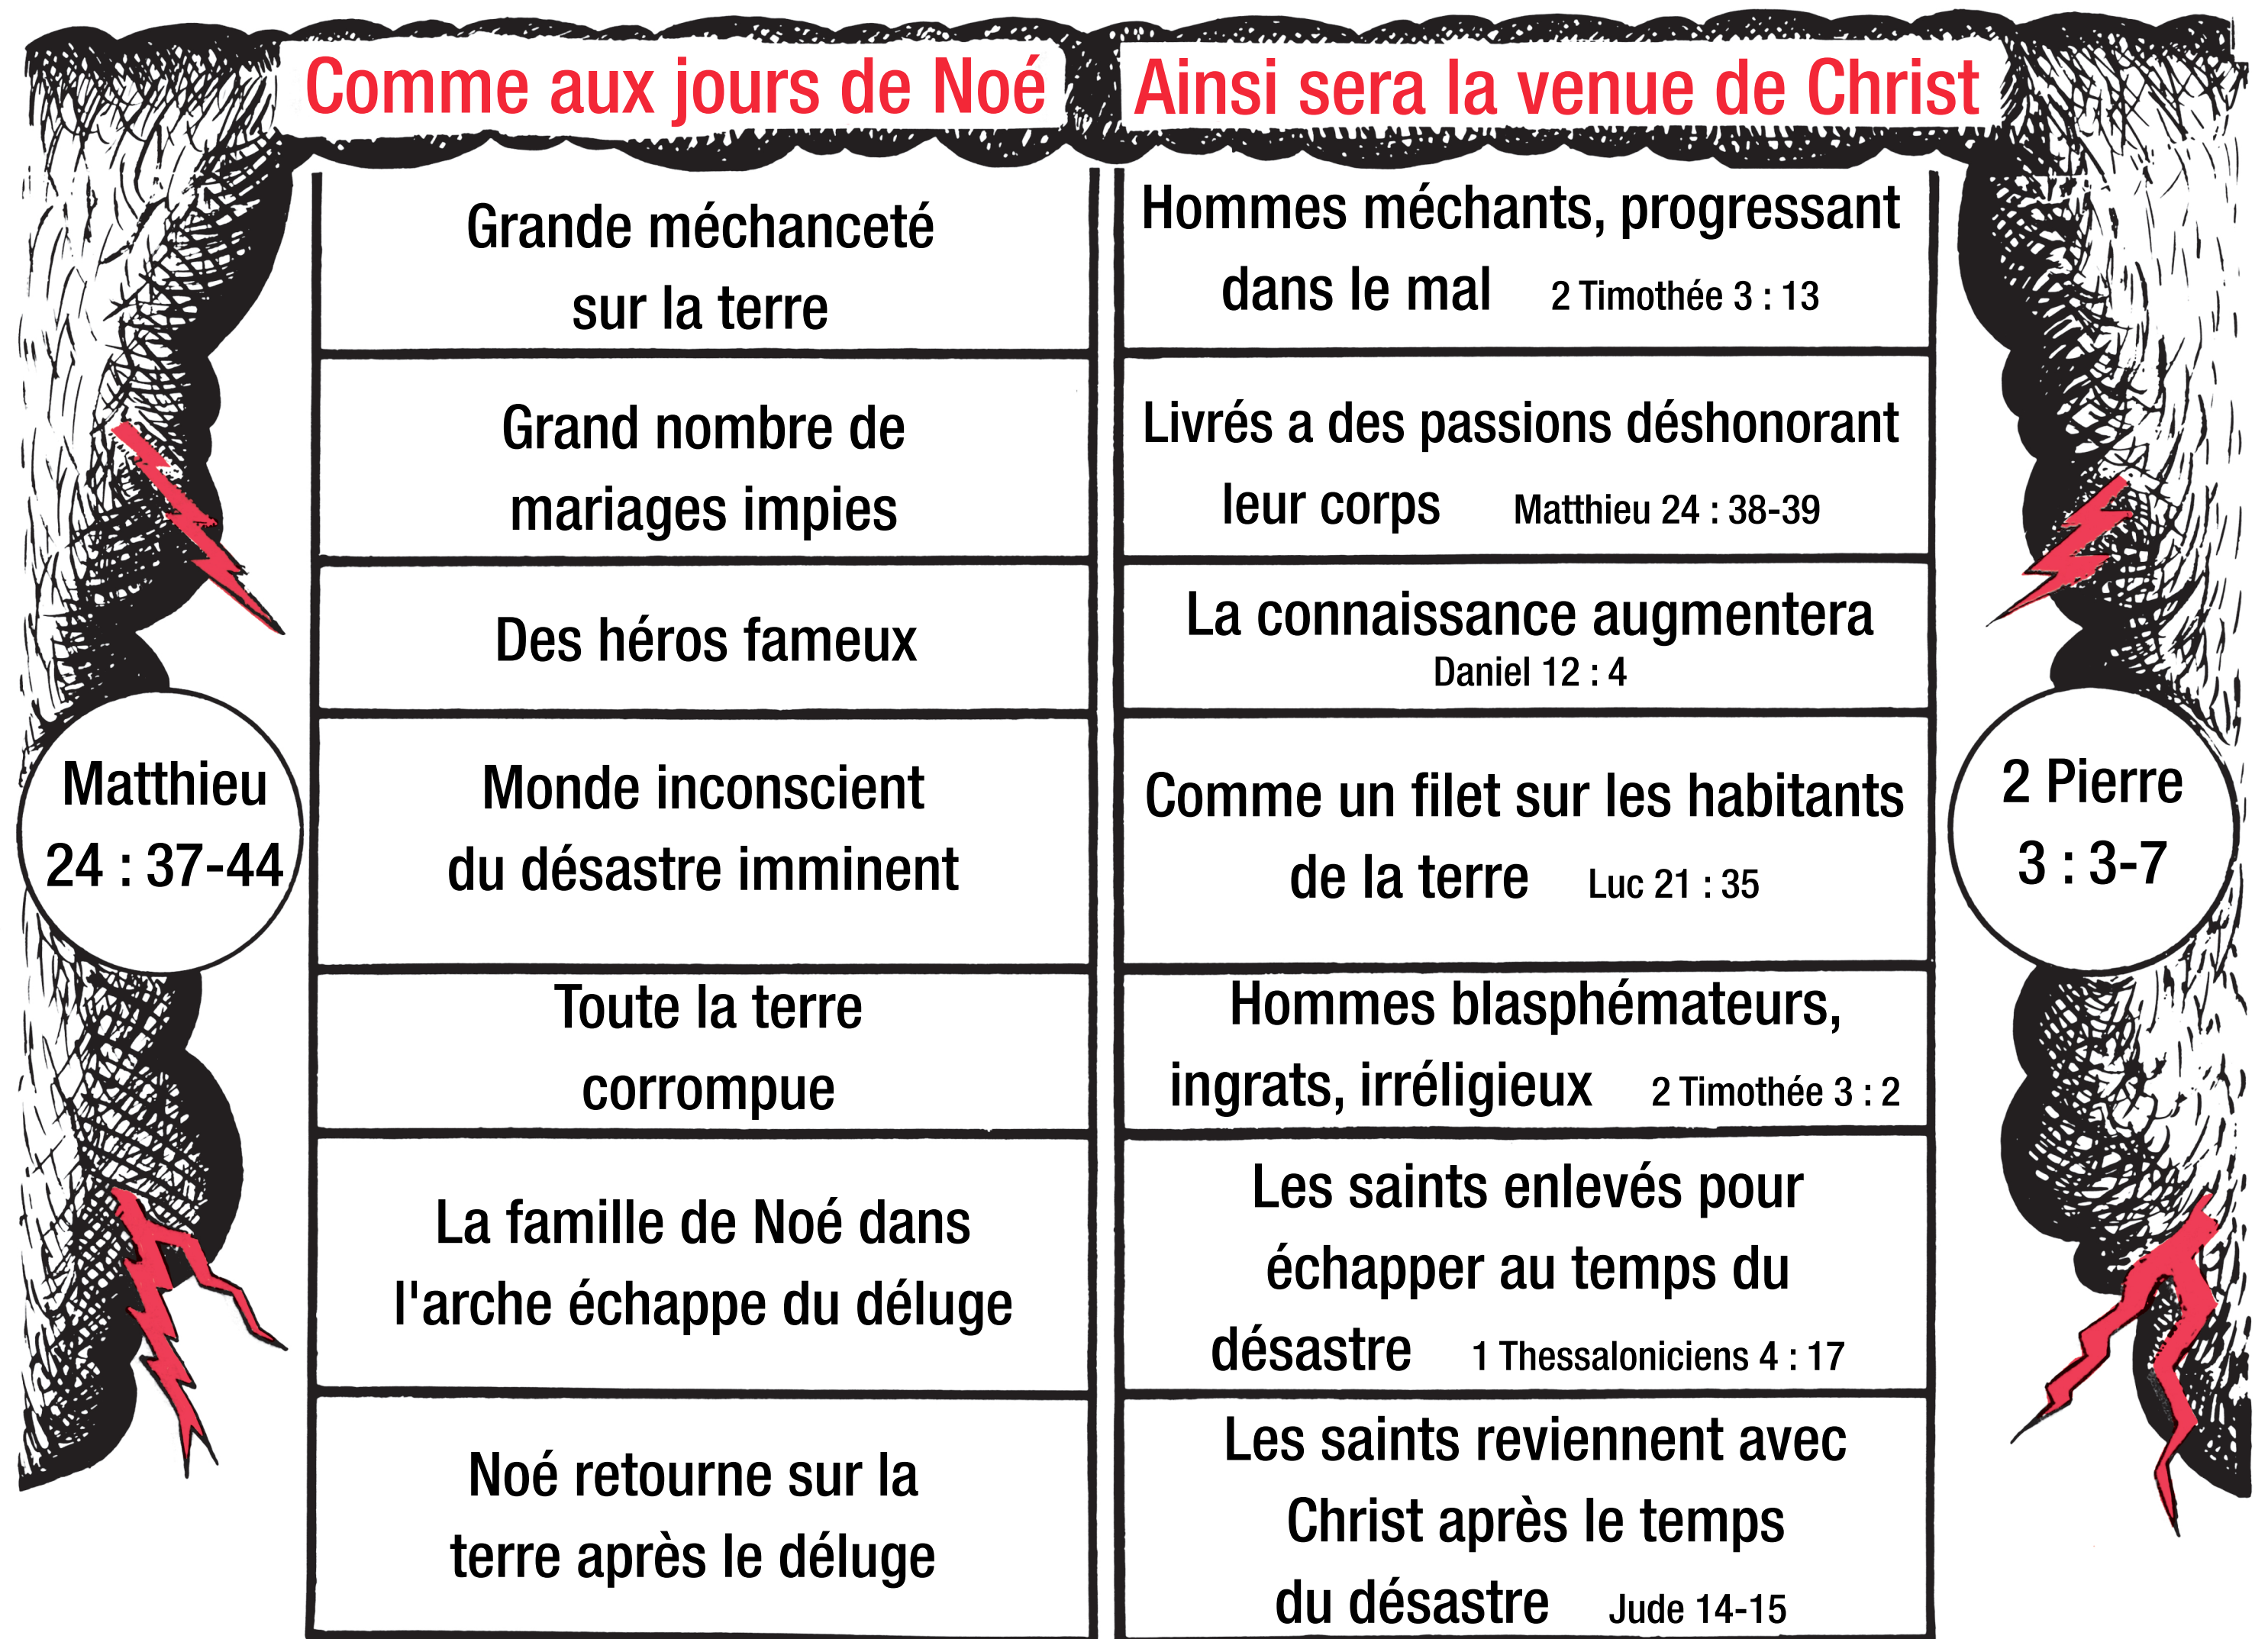 Comme aux jours de Noé
Ainsi sera la venue de Christ
Grande méchanceté
sur la terre
Hommes méchants, progressant
dans le mal 2 Timothée 3 : 13
Grand nombre de
mariages impies
Livrés a des passions déshonorant
leur corps Matthieu 24 : 38-39
Des héros fameux
La connaissance augmentera
Daniel 12 : 4
Matthieu
24 : 37-44
Monde inconscient
du désastre imminent
Comme un filet sur les habitants
de la terre Luc 21 : 35
2 Pierre
3 : 3-7
Toute la terre
corrompue
Hommes blasphémateurs,
ingrats, irréligieux 2 Timothée 3 : 2
La famille de Noé dans
l'arche échappe du déluge
Les saints enlevés pour
échapper au temps du
désastre 1 Thessaloniciens 4 : 17
Noé retourne sur la
terre après le déluge
Les saints reviennent avec
Christ après le temps
du désastre Jude 14-15